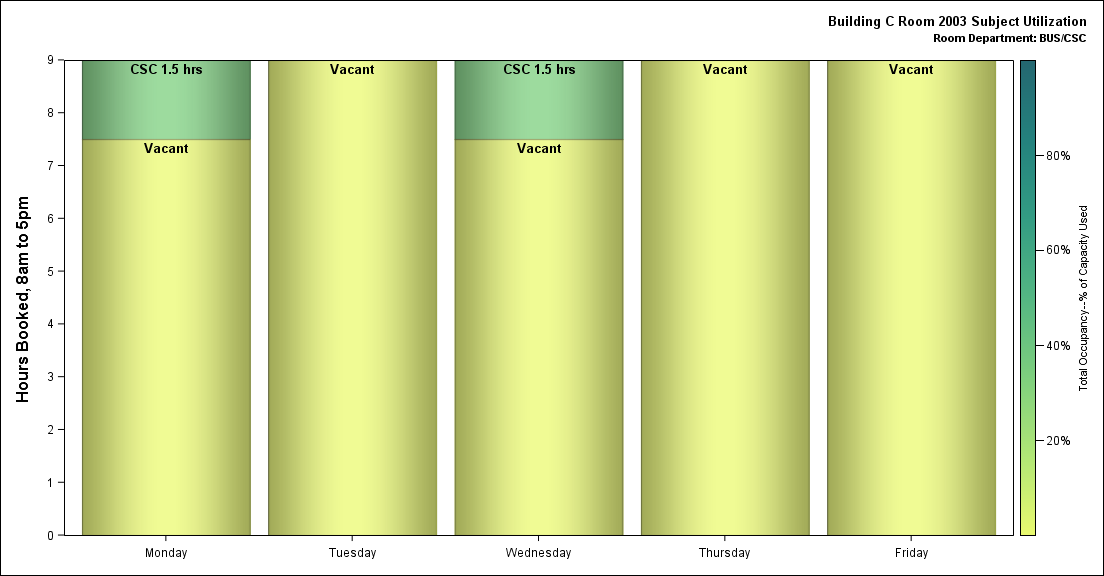 Building C Room 2003 Subject Utilization
Room Department: BUS/CSC
Hours Booked, 8am to 5pm
9
8
7
6
5
4
3
2
1
0
CSC 1.5 hrs
Vacant
Vacant
CSC 1.5 hrs
Vacant
Vacant
Vacant
Monday
Tuesday
Wednesday
Thursday
Friday
80%
60%
40%
20%
Total Occupancy--% of Capacity Used